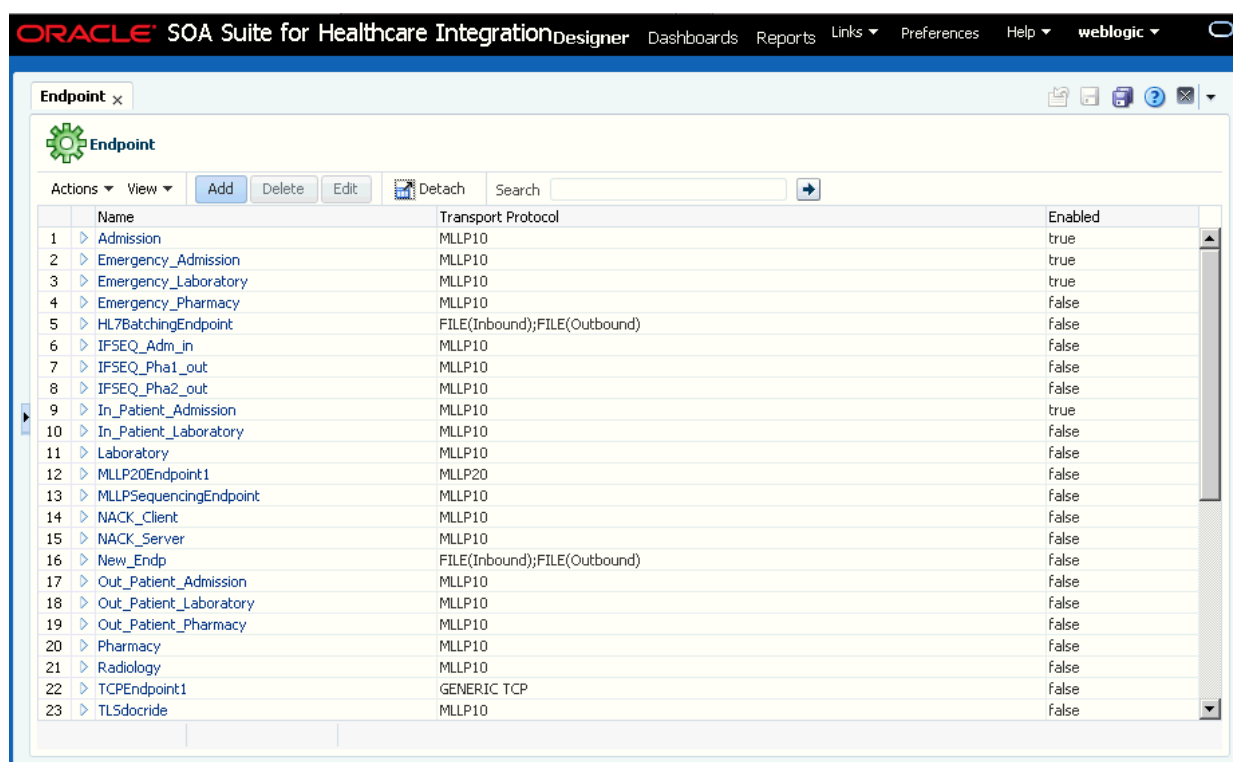 ORACLE SOA Suite for Healthcare Integration Designer Dashboards Reports Links Preferences Help weblogic
Endpoint
Endpoint
Actions View Add Delete Edit Detach Search
Name Transport Protocol Enabled
1 Admission MLLP10 true
2 Emergency_Admission MLLP10 true
3 Emergency_Laboratory MLLP10 true
4 Emergency_Pharmacy MLLP10 false
5 HL7BatchingEndpoint FILE(Inbound);FILE(Outbound) false
6 IFSEQ_Adm_in MLLP10 false
7 IFSEQ_Pha1_out MLLP10 false
8 IFSEQ_Pha2_out MLLP10 false
9 In_Patient_Admission MLLP10 true
10 In_Patient_Laboratory MLLP10 false
11 Laboratory MLLP10 false
12 MLLP20Endpoint1 MLLP20 false
13 MLLPSequencingEndpoint MLLP10 false
14 NACK_Client MLLP10 false
15 NACK_Server MLLP10 false
16 New_Endp FILE(Inbound);FILE(Outbound) false
17 Out_Patient_Admission MLLP10 false
18 Out_Patient_Laboratory MLLP10 false
19 Out_Patient_Pharmacy MLLP10 false
20 Pharmacy MLLP10 false
21 Radiology MLLP10 false
22 TCPEndpoint1 GENERIC TCP false
23 TLSdocride MLLP10 false